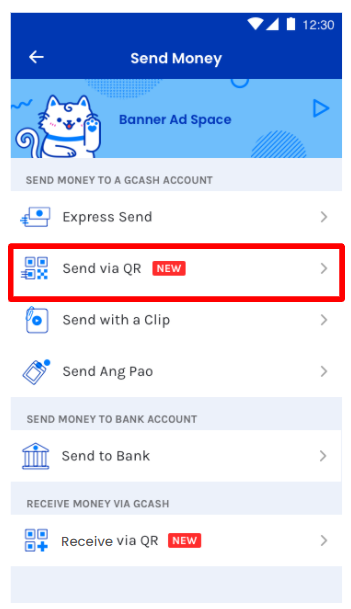 12:30
Send Money
Banner Ad Space
SEND MONEY TO A GCASH ACCOUNT
Express Send
Send via QR NEW
Send with a Clip
Send Ang Pao
SEND MONEY TO BANK ACCOUNT
Send to Bank
RECEIVE MONEY VIA GCASH
Receive via QR NEW